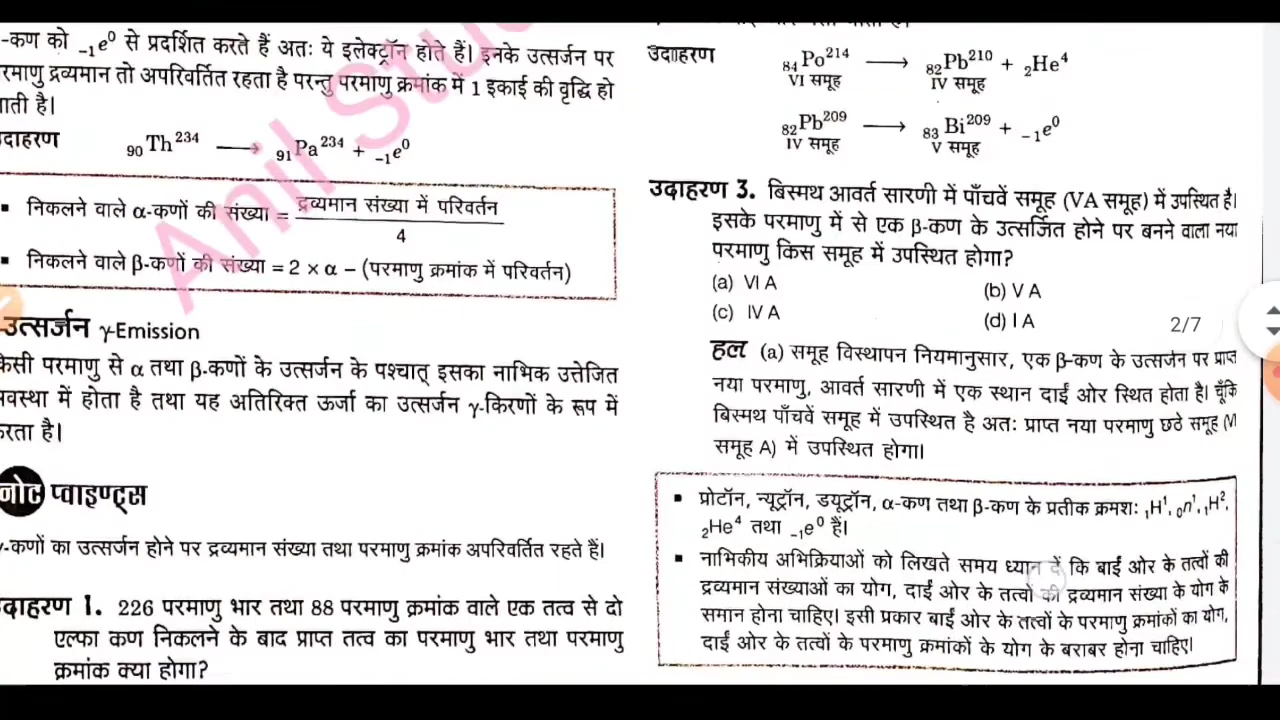 -कण को ₋₁e⁰ से प्रदर्शित करते हैं अतः ये इलेक्ट्रॉन होते हैं। इनके उत्सर्जन पर
रमाणु द्रव्यमान तो अपरिवर्तित रहता है परन्तु परमाणु क्रमांक में 1 इकाई की वृद्धि हो
ाती है।
दाहरण ₉₀Th²³⁴ ⟶ ₉₁Pa²³⁴ + ₋₁e⁰
▪ निकलने वाले α-कणों की संख्या = द्रव्यमान संख्या में परिवर्तन
4
▪ निकलने वाले β-कणों की संख्या = 2 × α − (परमाणु क्रमांक में परिवर्तन)
उत्सर्जन γ-Emission
केसी परमाणु से α तथा β-कणों के उत्सर्जन के पश्चात् इसका नाभिक उत्तेजित
वस्था में होता है तथा यह अतिरिक्त ऊर्जा का उत्सर्जन γ-किरणों के रूप में
रता है।
नोट प्वाइण्ट्स
-कणों का उत्सर्जन होने पर द्रव्यमान संख्या तथा परमाणु क्रमांक अपरिवर्तित रहते हैं।
दाहरण 1. 226 परमाणु भार तथा 88 परमाणु क्रमांक वाले एक तत्व से दो
एल्फा कण निकलने के बाद प्राप्त तत्व का परमाणु भार तथा परमाणु
क्रमांक क्या होगा?
उदाहरण ₈₄Po²¹⁴ ⟶ ₈₂Pb²¹⁰ + ₂He⁴
VI समूह IV समूह
₈₂Pb²⁰⁹ ⟶ ₈₃Bi²⁰⁹ + ₋₁e⁰
IV समूह V समूह
उदाहरण 3. बिस्मथ आवर्त सारणी में पाँचवें समूह (VA समूह) में उपस्थित है।
इसके परमाणु में से एक β-कण के उत्सर्जित होने पर बनने वाला नया
परमाणु किस समूह में उपस्थित होगा?
(a) VI A (b) V A
(c) IV A (d) I A
2/7
हल (a) समूह विस्थापन नियमानुसार, एक β-कण के उत्सर्जन पर प्राप्त
नया परमाणु, आवर्त सारणी में एक स्थान दाईं ओर स्थित होता है। चूँकि
बिस्मथ पाँचवें समूह में उपस्थित है अतः प्राप्त नया परमाणु छठे समूह (VI
समूह A) में उपस्थित होगा।
▪ प्रोटॉन, न्यूट्रॉन, ड्यूट्रॉन, α-कण तथा β-कण के प्रतीक क्रमशः ₁H¹, ₀n¹, ₁H²,
₂He⁴ तथा ₋₁e⁰ हैं।
▪ नाभिकीय अभिक्रियाओं को लिखते समय ध्यान दें कि बाईं ओर के तत्वों की
द्रव्यमान संख्याओं का योग, दाईं ओर के तत्वों की द्रव्यमान संख्या के योग के
समान होना चाहिए। इसी प्रकार बाईं ओर के तत्वों के परमाणु क्रमांकों का योग,
दाईं ओर के तत्वों के परमाणु क्रमांकों के योग के बराबर होना चाहिए।
Anil Stu